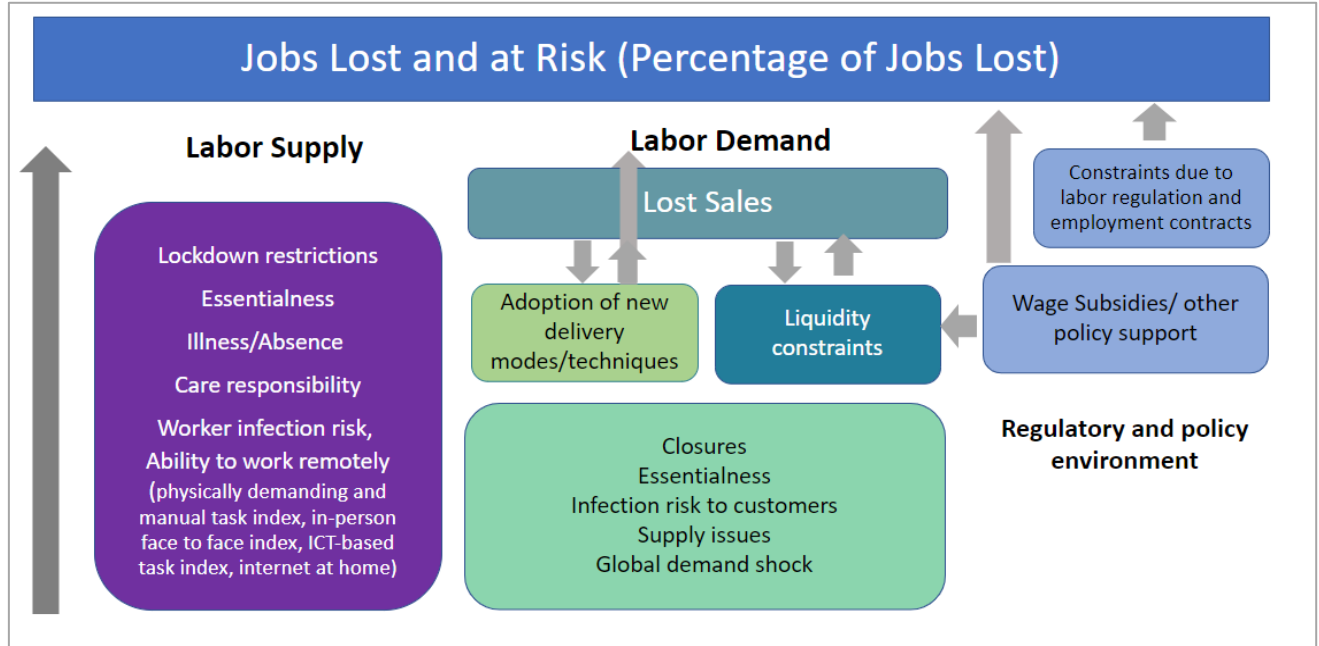 Jobs Lost and at Risk (Percentage of Jobs Lost)
Labor Supply
Lockdown restrictions
Essentialness
Illness/Absence
Care responsibility
Worker infection risk,
Ability to work remotely
(physically demanding and
manual task index, in-person
face to face index, ICT-based
task index, internet at home)
Labor Demand
Lost Sales
Adoption of new
delivery
modes/techniques
Liquidity
constraints
Closures
Essentialness
Infection risk to customers
Supply issues
Global demand shock
Constraints due to
labor regulation and
employment contracts
Wage Subsidies/ other
policy support
Regulatory and policy
environment